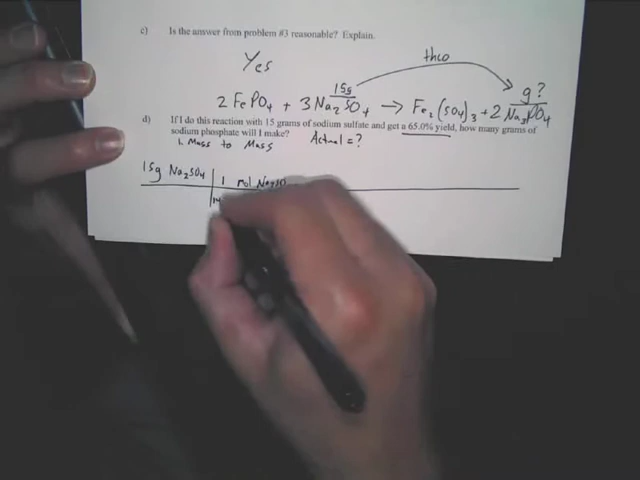 c) Is the answer from problem #3 reasonable? Explain.
Yes
theo
15g
g?
2 FePO₄ + 3 Na₂SO₄ → Fe₂(SO₄)₃ + 2 Na₃PO₄
d) If I do this reaction with 15 grams of sodium sulfate and get a 65.0% yield, how many grams of
sodium phosphate will I make?
Actual = ?
1. Mass to Mass
15g Na₂SO₄ | 1 mol